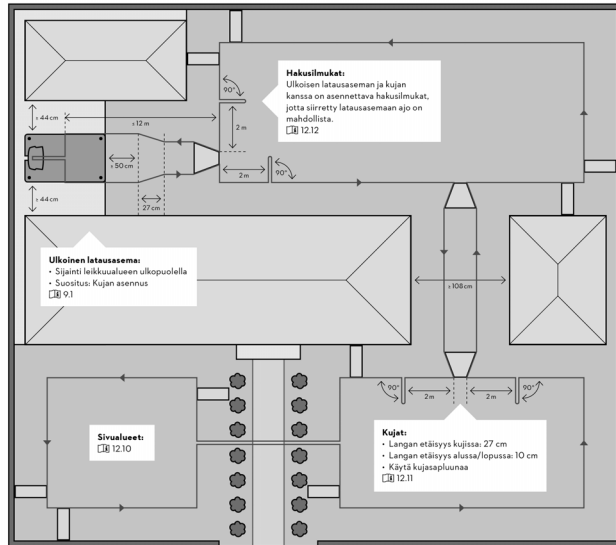 Hakusilmukat:
Ulkoisen latausaseman ja kujan
kanssa on asennettava hakusilmukat,
jotta siirretty latausasemaan ajo on
mahdollista.
12.12
90°
2 m
± 44 cm
± 12 m
± 50 cm
27 cm
2 m
90°
± 44 cm
Ulkoinen latausasema:
• Sijainti leikkuualueen ulkopuolella
• Suositus: Kujan asennus
9.1
± 108 cm
90°
2 m
2 m
90°
Sivualueet:
12.10
Kujat:
• Langan etäisyys kujissa: 27 cm
• Langan etäisyys alussa/lopussa: 10 cm
• Käytä kujasapluunaa
12.11